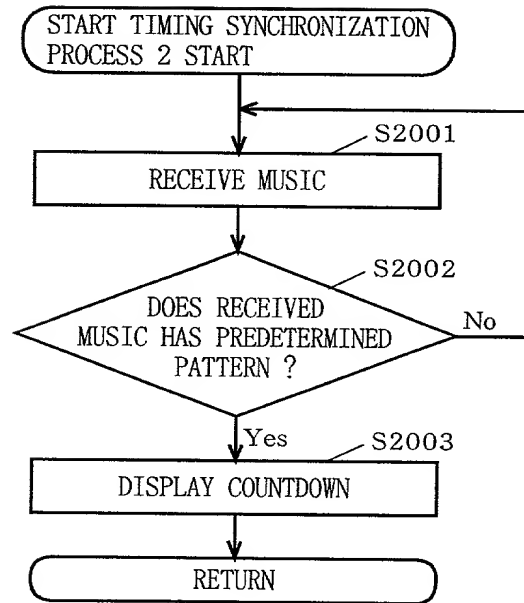 START TIMING SYNCHRONIZATION
PROCESS 2 START
S2001
RECEIVE MUSIC
S2002
DOES RECEIVED
MUSIC HAS PREDETERMINED
PATTERN ?
No
Yes
S2003
DISPLAY COUNTDOWN
RETURN